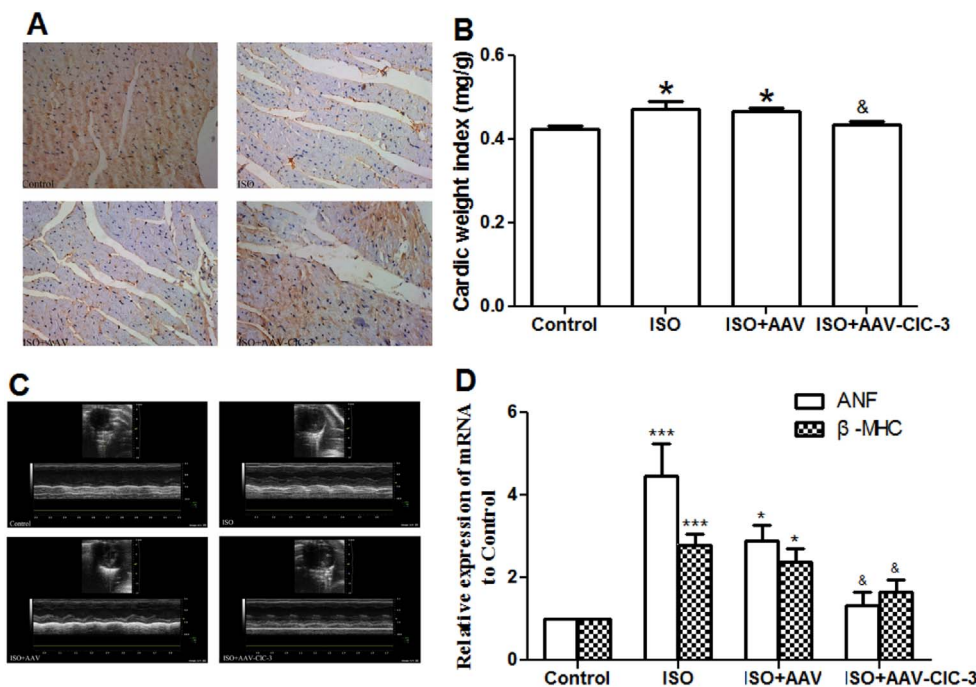 A
Control
ISO
ISO+AAV
ISO+AAV-ClC-3
B
Cardic weight index (mg/g)
0.6
0.4
0.2
0.0
*
*
&
Control
ISO
ISO+AAV
ISO+AAV-ClC-3
C
Control
ISO
ISO+AAV
ISO+AAV-ClC-3
D
Relative expression of mRNA
to Control
6
4
2
0
ANF
β-MHC
***
***
*
*
&
&
Control
ISO
ISO+AAV
ISO+AAV-ClC-3